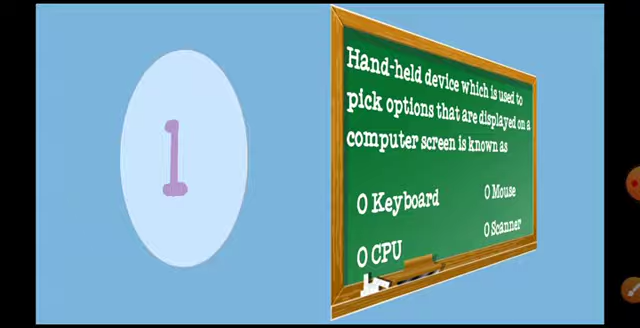 1
Hand-held device which is used to
pick options that are displayed on a
computer screen is known as
O Keyboard
O Mouse
O CPU
O Scanner